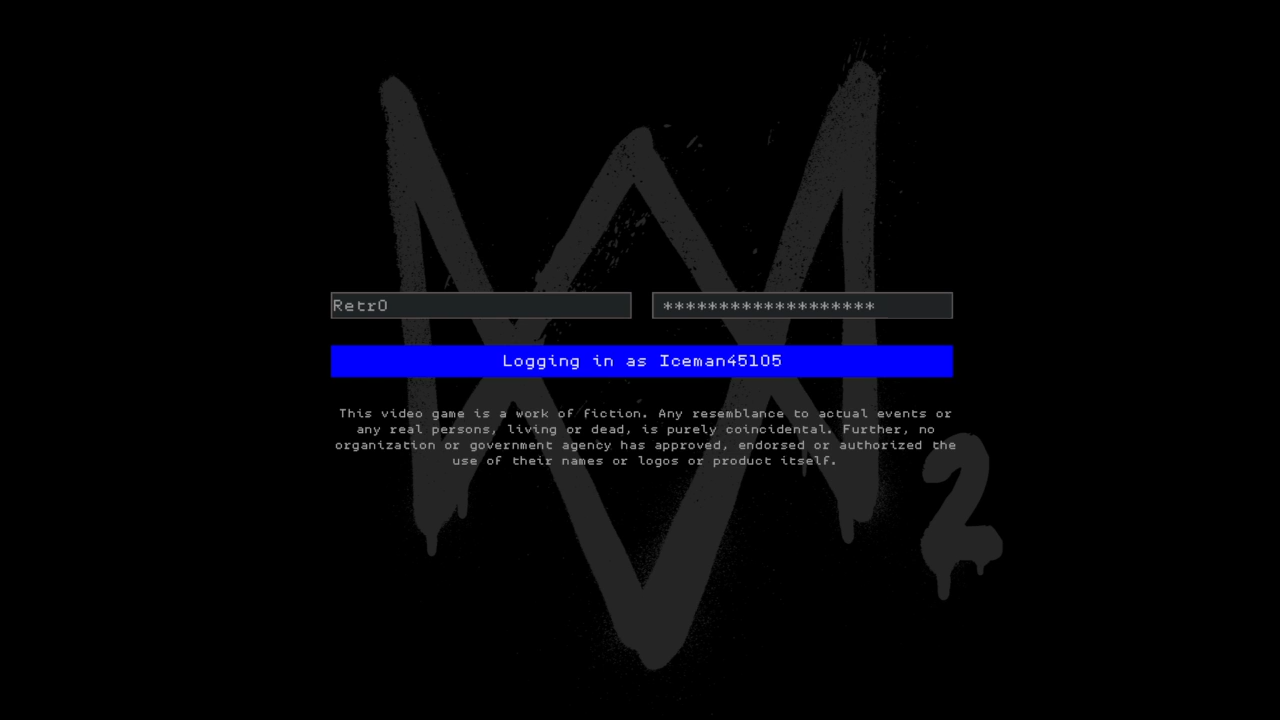 Retr0
*******************
Logging in as Iceman45105
This video game is a work of fiction. Any resemblance to actual events or
any real persons, living or dead, is purely coincidental. Further, no
organization or government agency has approved, endorsed or authorized the
use of their names or logos or product itself.
2